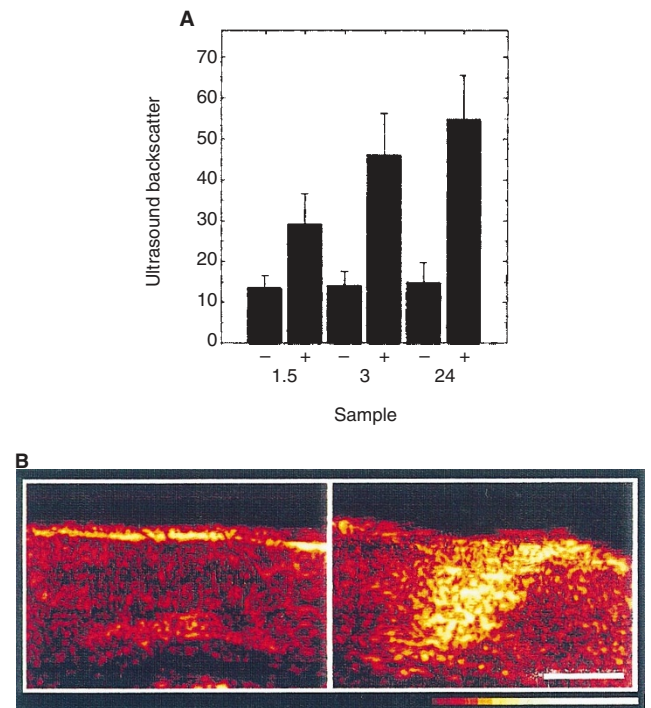 A
Ultrasound backscatter
70
60
50
40
30
20
10
0
– + – + – +
1.5 3 24
Sample
B